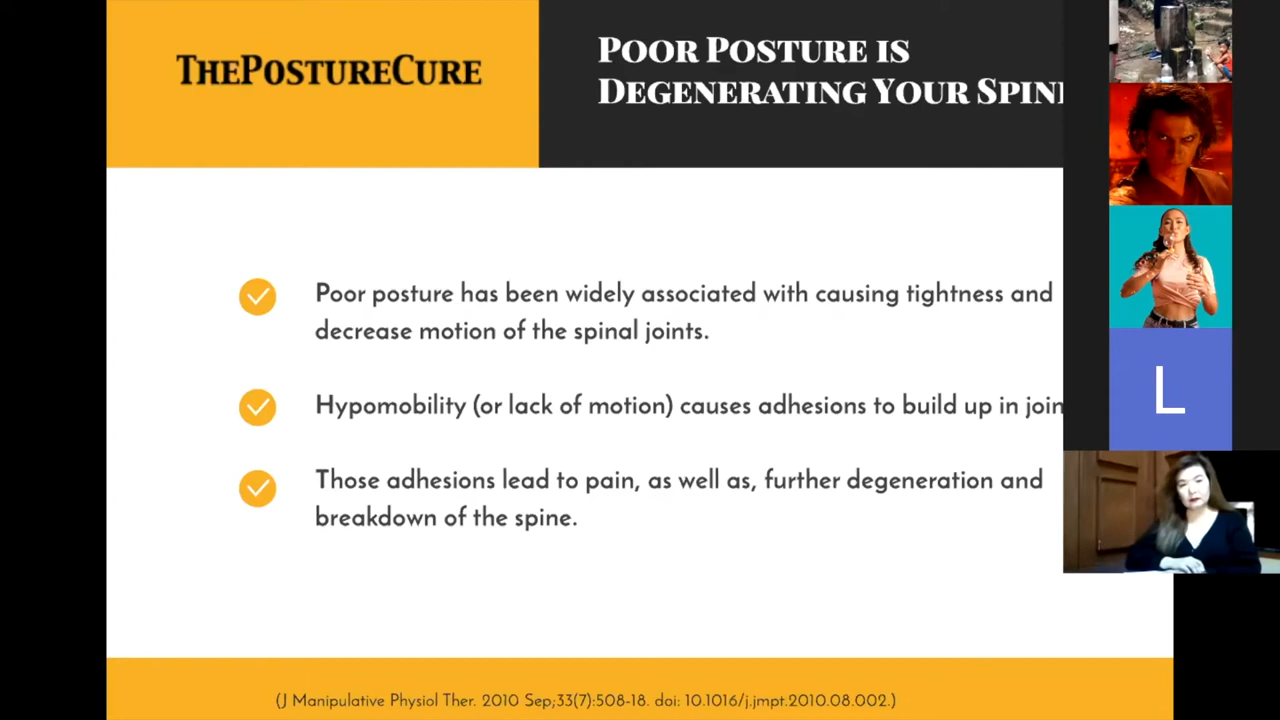 THEPOSTURECURE
POOR POSTURE IS
DEGENERATING YOUR SPIN
Poor posture has been widely associated with causing tightness and
decrease motion of the spinal joints.
Hypomobility (or lack of motion) causes adhesions to build up in join
Those adhesions lead to pain, as well as, further degeneration and
breakdown of the spine.
L
(J Manipulative Physiol Ther. 2010 Sep;33(7):508-18. doi: 10.1016/j.jmpt.2010.08.002.)